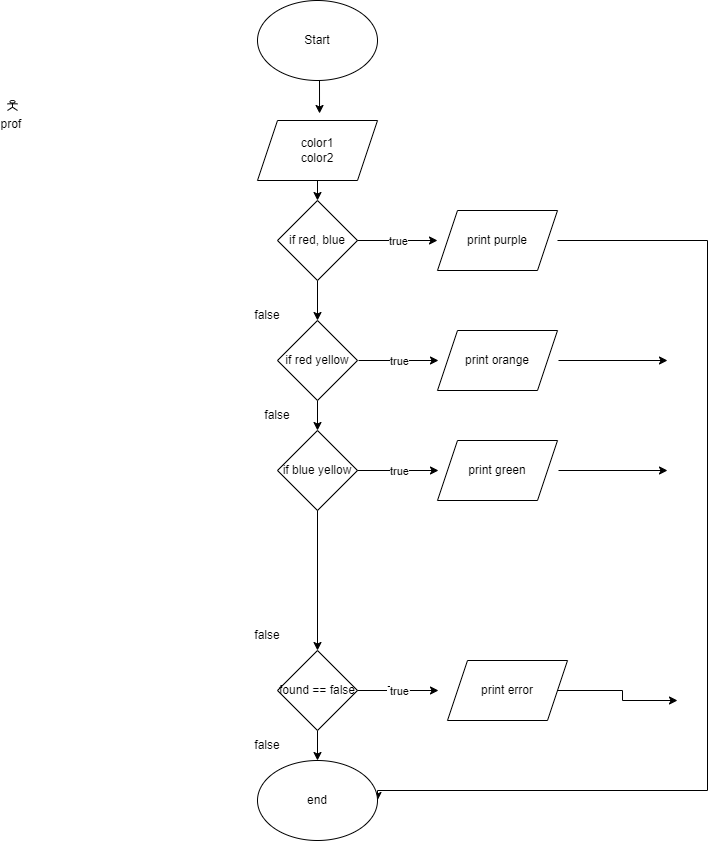 Start
prof
color1
color2
if red, blue
true
print purple
false
if red yellow
true
print orange
false
if blue yellow
true
print green
false
found == false
true
print error
false
end